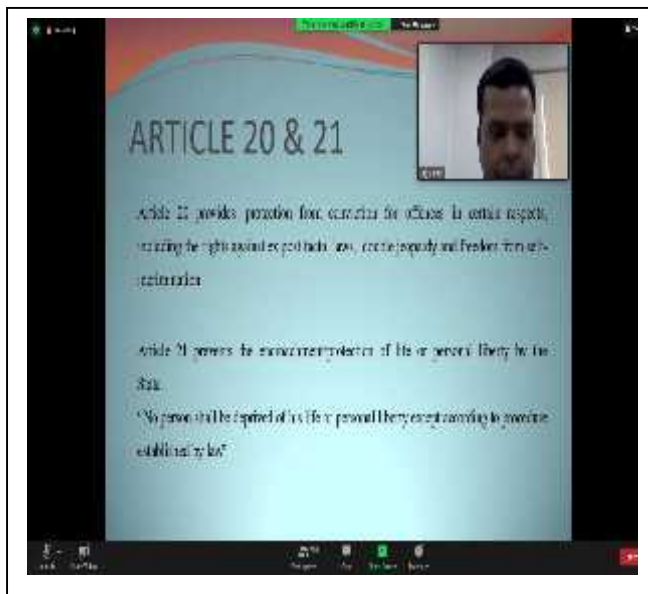 ARTICLE 20 & 21
Article 20 provides protection from conviction for offences in certain respects,
including the rights against ex post facto laws, double jeopardy and freedom from self-
incrimination
Article 21 prevents the encroachment/protection of life or personal liberty by the
State
"No person shall be deprived of his life or personal liberty except according to procedure
established by law"